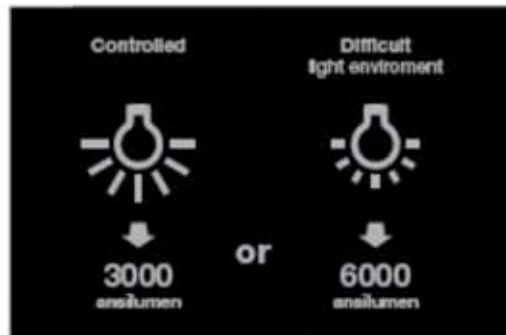 Controlled
Difficult
light enviroment
or
3000
ansilumen
6000
ansilumen